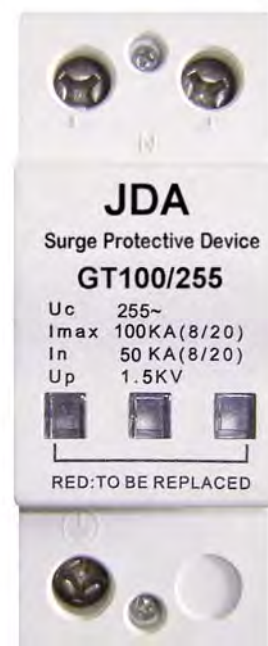 N
JDA
Surge Protective Device
GT100/255
Uc 255~
Imax 100KA(8/20)
In 50 KA(8/20)
Up 1.5KV
RED:TO BE REPLACED